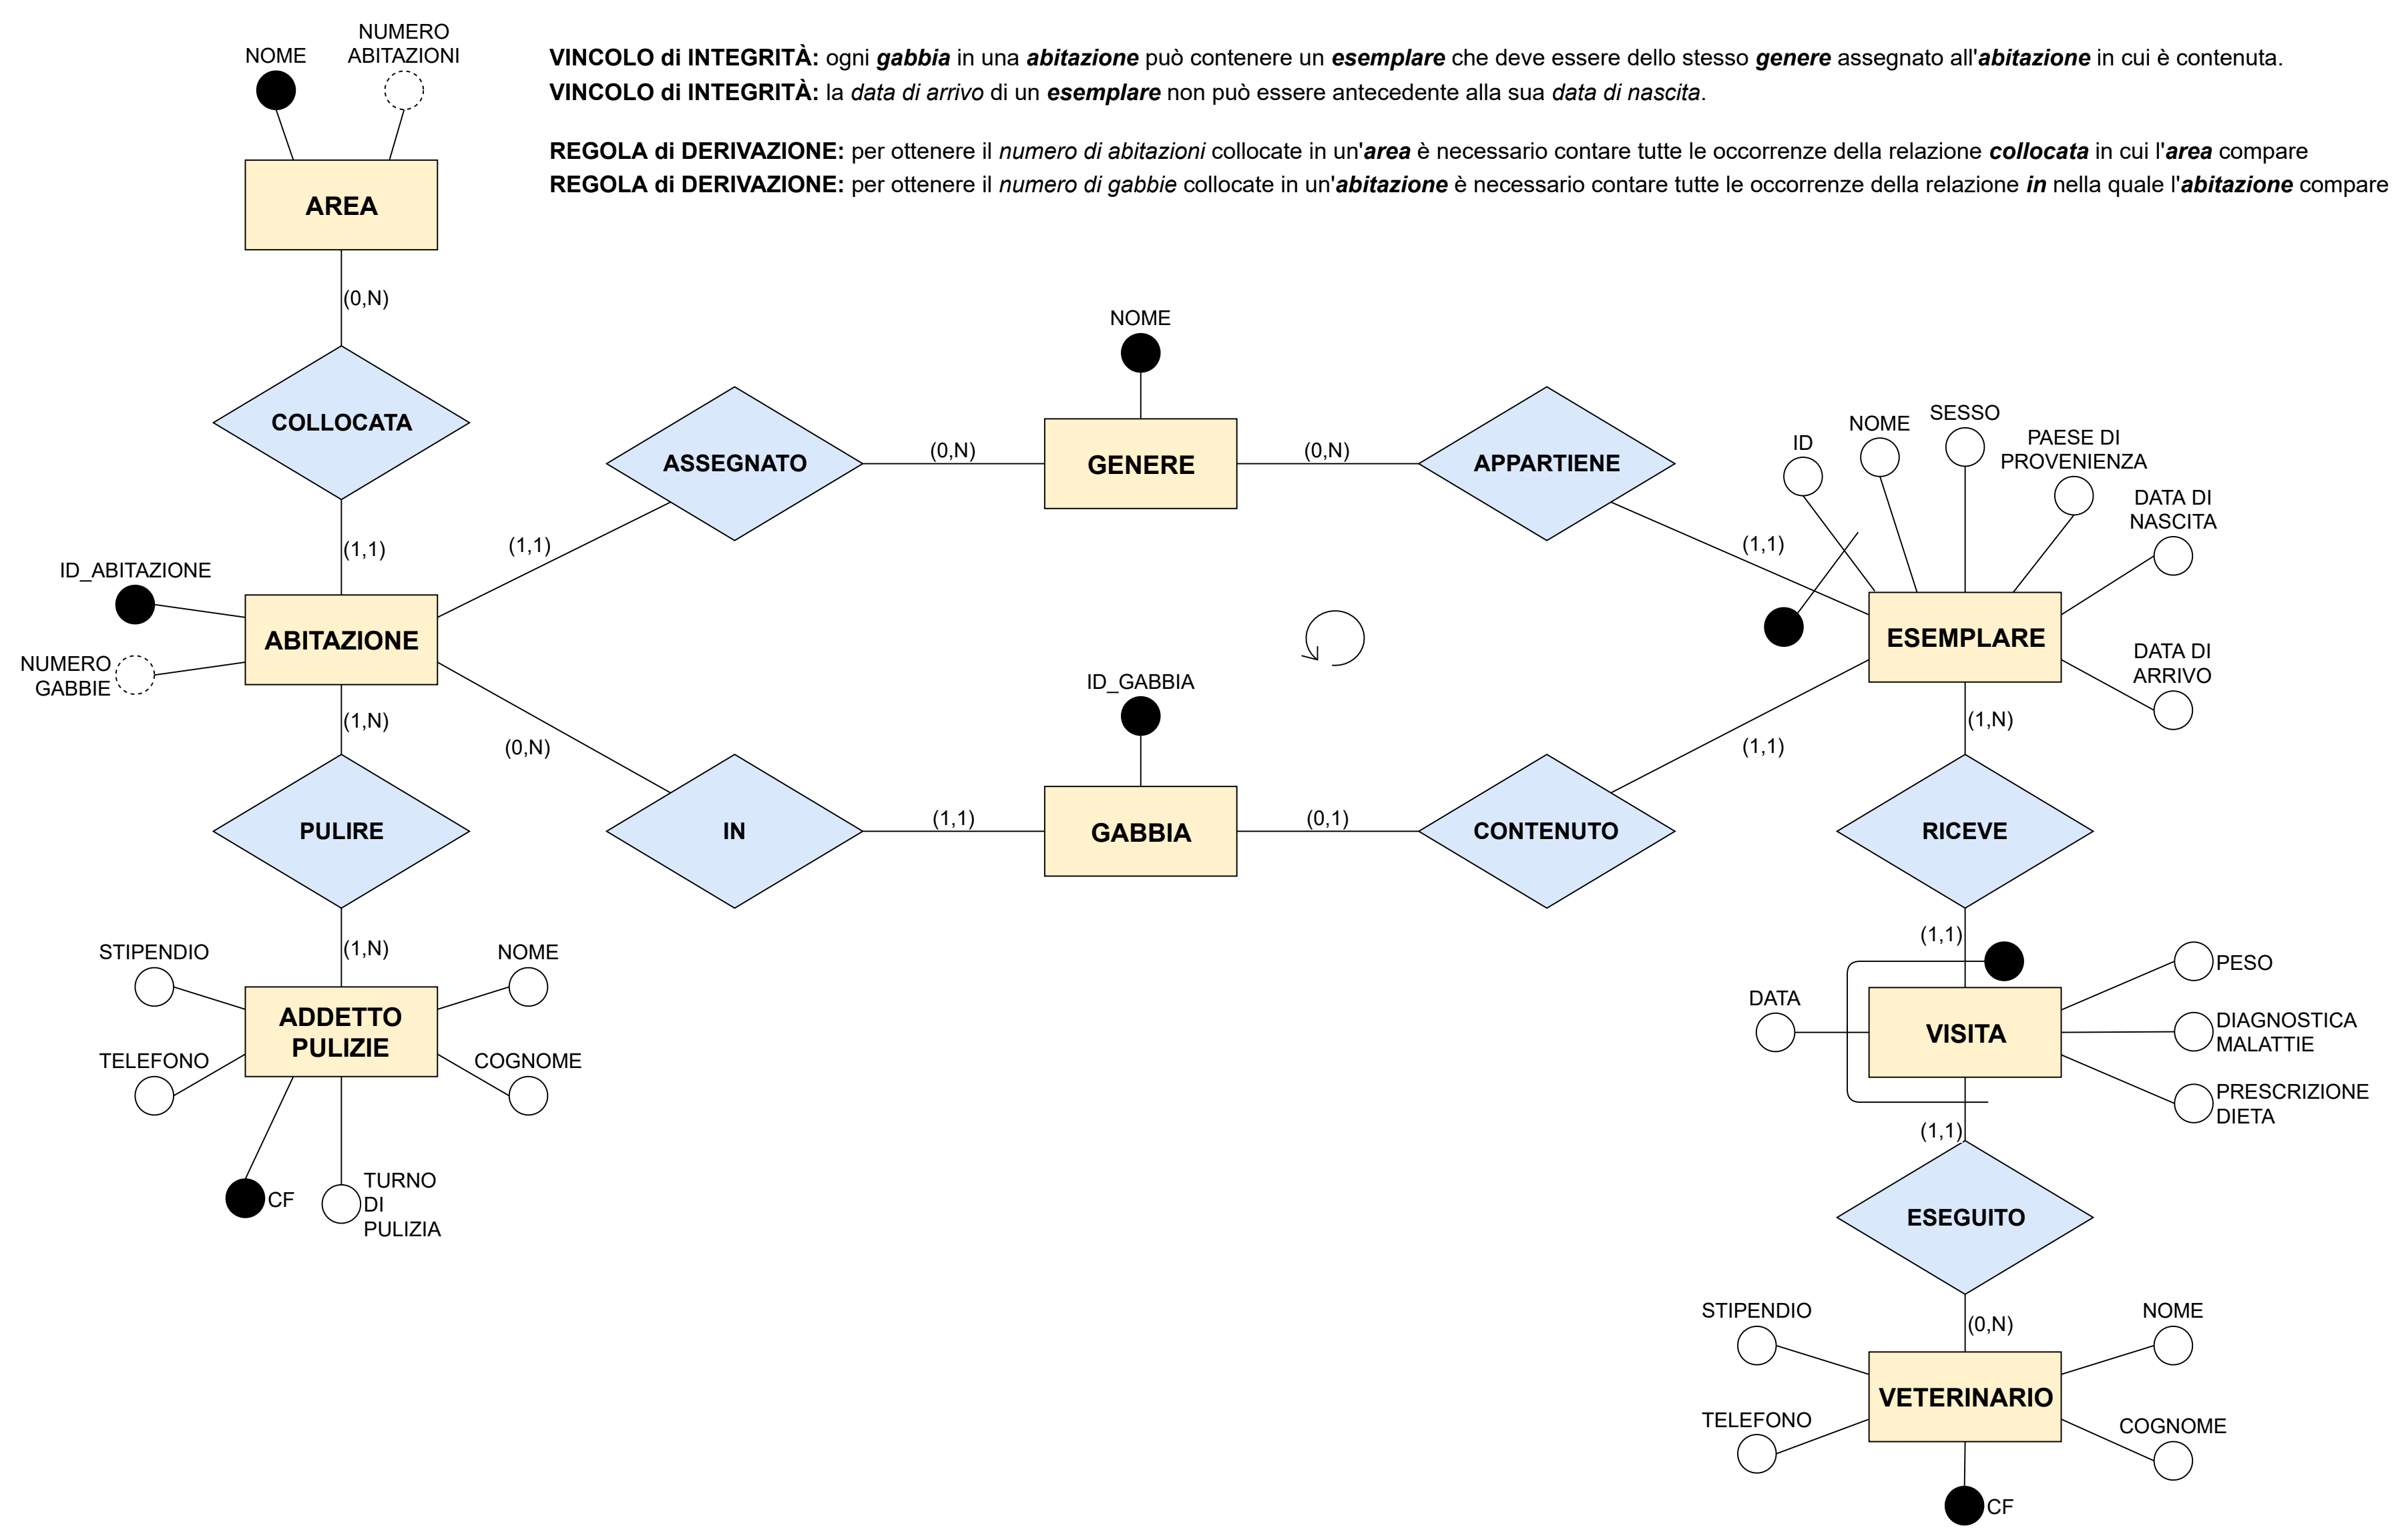 NOME
NUMERO
ABITAZIONI
VINCOLO di INTEGRITÀ: ogni gabbia in una abitazione può contenere un esemplare che deve essere dello stesso genere assegnato all'abitazione in cui è contenuta.
VINCOLO di INTEGRITÀ: la data di arrivo di un esemplare non può essere antecedente alla sua data di nascita.
REGOLA di DERIVAZIONE: per ottenere il numero di abitazioni collocate in un'area è necessario contare tutte le occorrenze della relazione collocata in cui l'area compare
REGOLA di DERIVAZIONE: per ottenere il numero di gabbie collocate in un'abitazione è necessario contare tutte le occorrenze della relazione in nella quale l'abitazione compare
AREA
(0,N)
COLLOCATA
(1,1)
NOME
ASSEGNATO
(0,N)
GENERE
(0,N)
APPARTIENE
(1,1)
(1,1)
ID
NOME
SESSO
PAESE DI
PROVENIENZA
DATA DI
NASCITA
ID_ABITAZIONE
ABITAZIONE
NUMERO
GABBIE
ESEMPLARE
DATA DI
ARRIVO
(1,N)
(0,N)
ID_GABBIA
(1,1)
(1,N)
PULIRE
IN
(1,1)
GABBIA
(0,1)
CONTENUTO
RICEVE
(1,N)
STIPENDIO
NOME
ADDETTO
PULIZIE
TELEFONO
COGNOME
CF
TURNO
DI
PULIZIA
(1,1)
DATA
VISITA
PESO
DIAGNOSTICA
MALATTIE
PRESCRIZIONE
DIETA
(1,1)
ESEGUITO
(0,N)
STIPENDIO
NOME
VETERINARIO
TELEFONO
COGNOME
CF